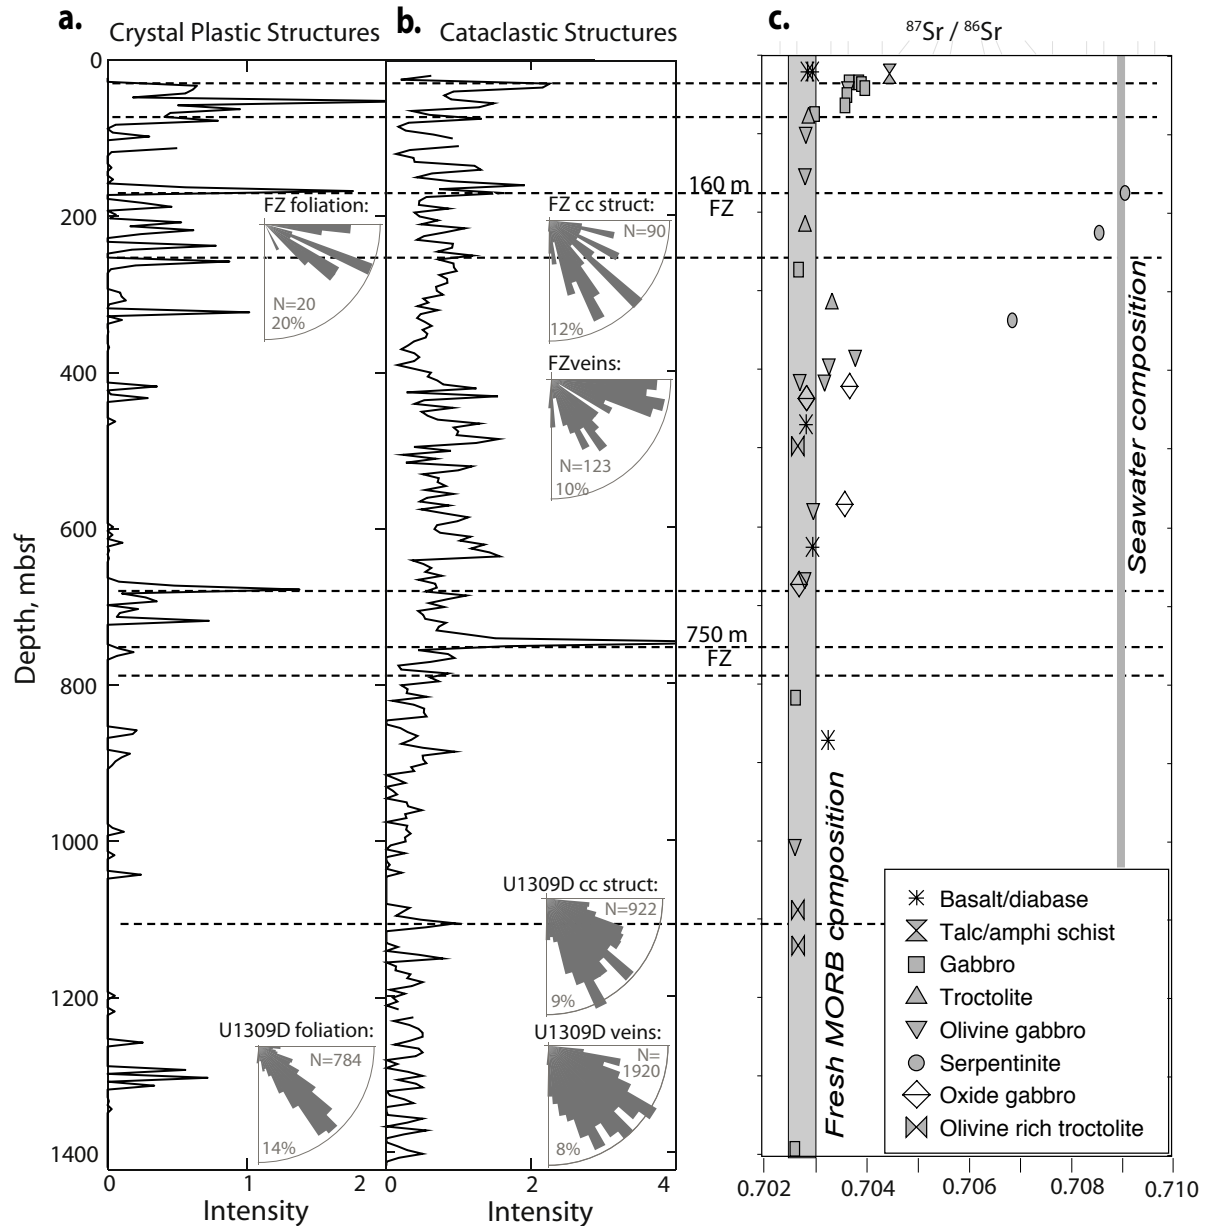 a.
Crystal Plastic Structures
b.
Cataclastic Structures
c.
87Sr / 86Sr
0
200
400
600
800
1000
1200
1400
Depth, mbsf
FZ foliation:
N=20
20%
U1309D foliation:
N=784
14%
0
1
2
Intensity
FZ cc struct:
N=90
12%
FZveins:
N=123
10%
U1309D cc struct:
N=922
9%
U1309D veins:
N=
1920
8%
0
2
4
Intensity
160 m
FZ
750 m
FZ
Fresh MORB composition
Seawater composition
Basalt/diabase
Talc/amphi schist
Gabbro
Troctolite
Olivine gabbro
Serpentinite
Oxide gabbro
Olivine rich troctolite
0.702
0.704
0.706
0.708
0.710